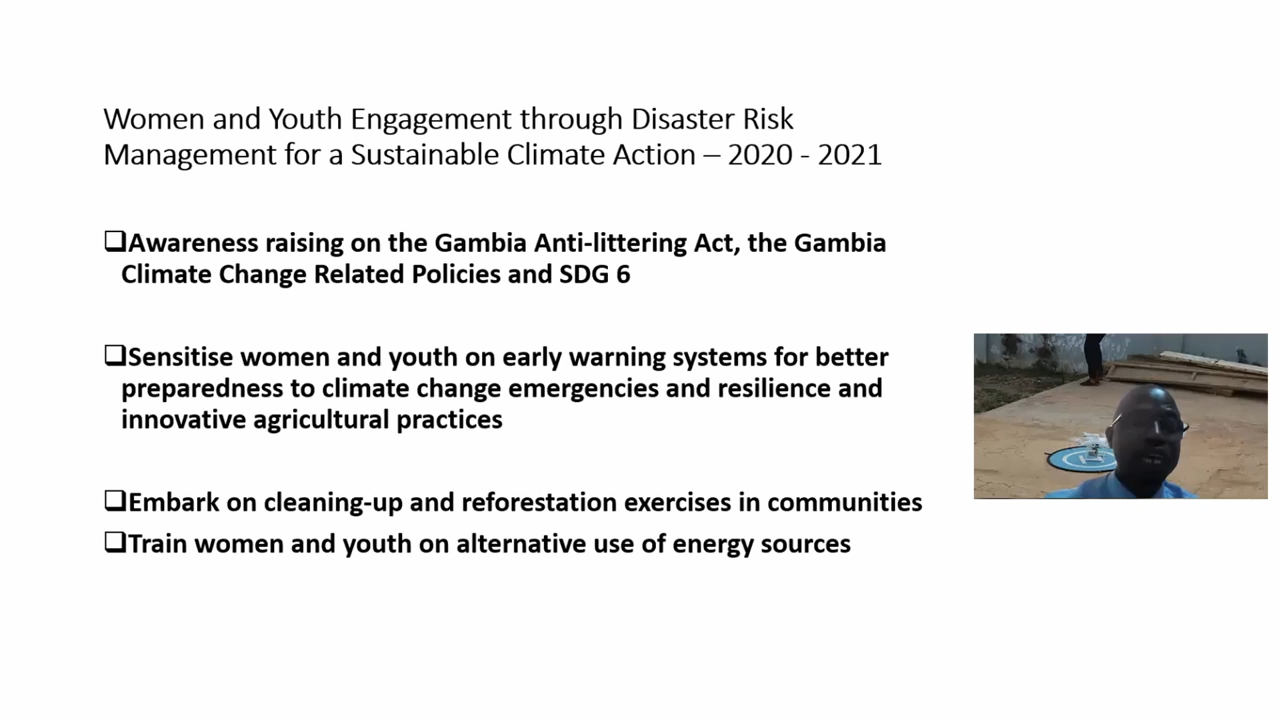 Women and Youth Engagement through Disaster Risk
Management for a Sustainable Climate Action – 2020 - 2021
❑Awareness raising on the Gambia Anti-littering Act, the Gambia
Climate Change Related Policies and SDG 6
❑Sensitise women and youth on early warning systems for better
preparedness to climate change emergencies and resilience and
innovative agricultural practices
❑Embark on cleaning-up and reforestation exercises in communities
❑Train women and youth on alternative use of energy sources
H